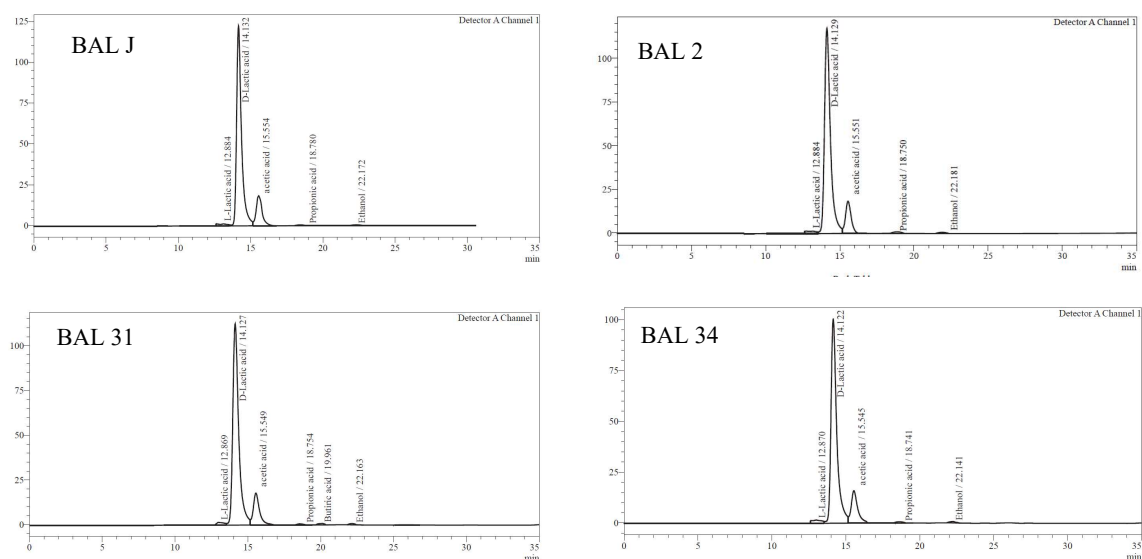 BAL J
Detector A Channel 1
125
100
75
50
25
0
L-Lactic acid / 12.884
D-Lactic acid / 14.132
acetic acid / 15.554
Propionic acid / 18.780
Ethanol / 22.172
0 5 10 15 20 25 30 35
min
BAL 2
Detector A Channel 1
100
50
0
L-Lactic acid / 12.884
D-Lactic acid / 14.129
acetic acid / 15.551
Propionic acid / 18.750
Ethanol / 22.181
0 5 10 15 20 25 30 35
min
BAL 31
Detector A Channel 1
100
75
50
25
0
L-Lactic acid / 12.869
D-Lactic acid / 14.127
acetic acid / 15.549
Propionic acid / 18.754
Butiric acid / 19.961
Ethanol / 22.163
0 5 10 15 20 25 30 35
min
BAL 34
Detector A Channel 1
100
75
50
25
0
L-Lactic acid / 12.870
D-Lactic acid / 14.122
acetic acid / 15.545
Propionic acid / 18.741
Ethanol / 22.141
0 5 10 15 20 25 30 35
min